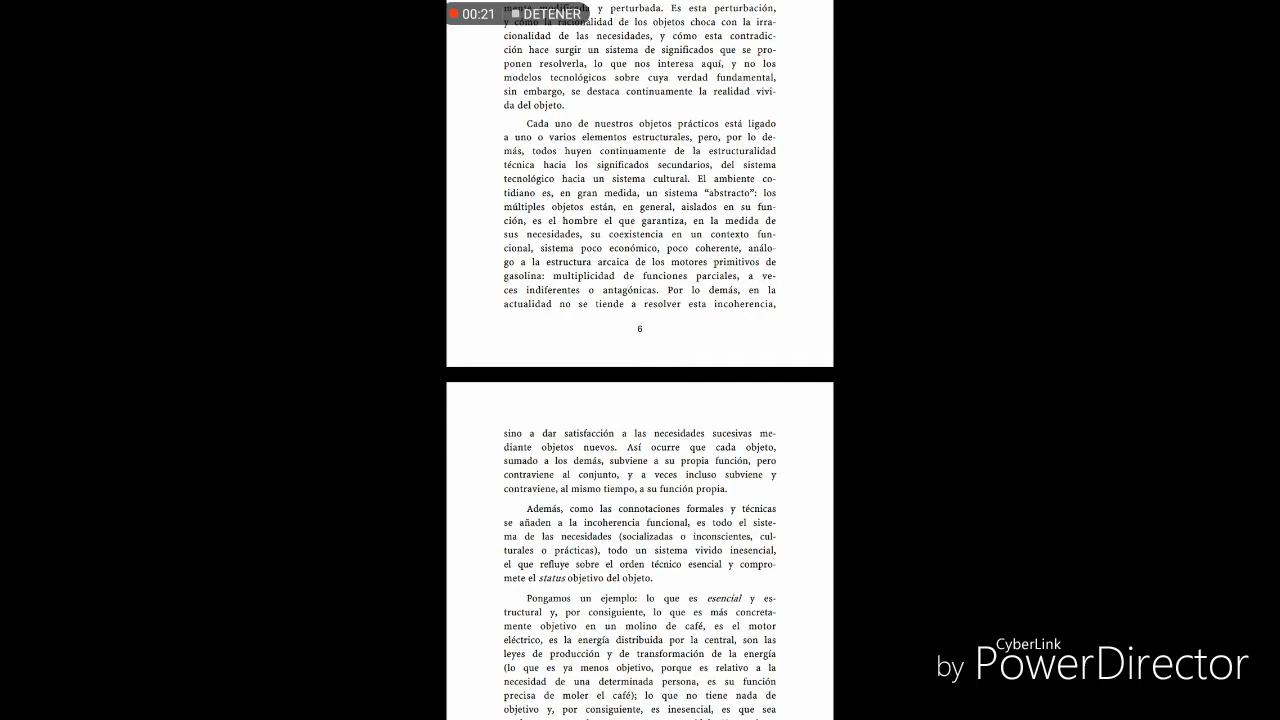 00:21 DETENER
mente modificada y perturbada. Es esta perturbación,
y cómo la racionalidad de los objetos choca con la irra-
cionalidad de las necesidades, y cómo esta contradic-
ción hace surgir un sistema de significados que se pro-
ponen resolverla, lo que nos interesa aquí, y no los
modelos tecnológicos sobre cuya verdad fundamental,
sin embargo, se destaca continuamente la realidad vivi-
da del objeto.
Cada uno de nuestros objetos prácticos está ligado
a uno o varios elementos estructurales, pero, por lo de-
más, todos huyen continuamente de la estructuralidad
técnica hacia los significados secundarios, del sistema
tecnológico hacia un sistema cultural. El ambiente co-
tidiano es, en gran medida, un sistema “abstracto”: los
múltiples objetos están, en general, aislados en su fun-
ción, es el hombre el que garantiza, en la medida de
sus necesidades, su coexistencia en un contexto fun-
cional, sistema poco económico, poco coherente, análo-
go a la estructura arcaica de los motores primitivos de
gasolina: multiplicidad de funciones parciales, a ve-
ces indiferentes o antagónicas. Por lo demás, en la
actualidad no se tiende a resolver esta incoherencia,
6
sino a dar satisfacción a las necesidades sucesivas me-
diante objetos nuevos. Así ocurre que cada objeto,
sumado a los demás, subviene a su propia función, pero
contraviene al conjunto, y a veces incluso subviene y
contraviene, al mismo tiempo, a su función propia.
Además, como las connotaciones formales y técnicas
se añaden a la incoherencia funcional, es todo el siste-
ma de las necesidades (socializadas o inconscientes, cul-
turales o prácticas), todo un sistema vivido inesencial,
el que refluye sobre el orden técnico esencial y compro-
mete el status objetivo del objeto.
Pongamos un ejemplo: lo que es esencial y es-
tructural y, por consiguiente, lo que es más concreta-
mente objetivo en un molino de café, es el motor
eléctrico, es la energía distribuida por la central, son las
leyes de producción y de transformación de la energía
(lo que es ya menos objetivo, porque es relativo a la
necesidad de una determinada persona, es su función
precisa de moler el café); lo que no tiene nada de
objetivo y, por consiguiente, es inesencial, es que sea
CyberLink
by PowerDirector